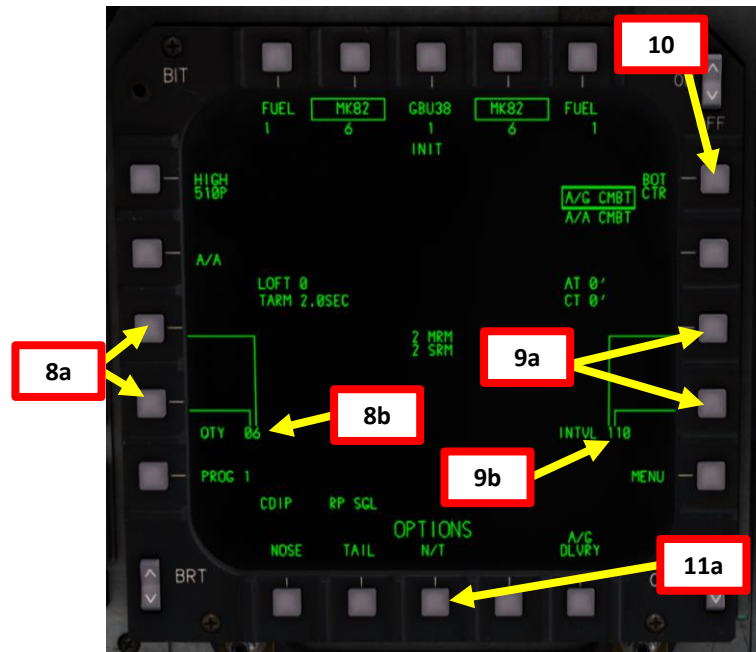 10
BIT
FUEL MK82 GBU38 MK82 FUEL
1 6 1 6 1
INIT
FF
HIGH
510P
BOT
CTR
A/G CMBT
A/A CMBT
A/A
LOFT 0
TARM 2.0SEC
AT 0'
CT 0'
2 MRM
2 SRM
8a
9a
8b
QTY 06
INTVL 110
9b
PROG 1
MENU
CDIP RP SGL
OPTIONS
NOSE TAIL N/T
A/G
DLVRY
11a
BRT